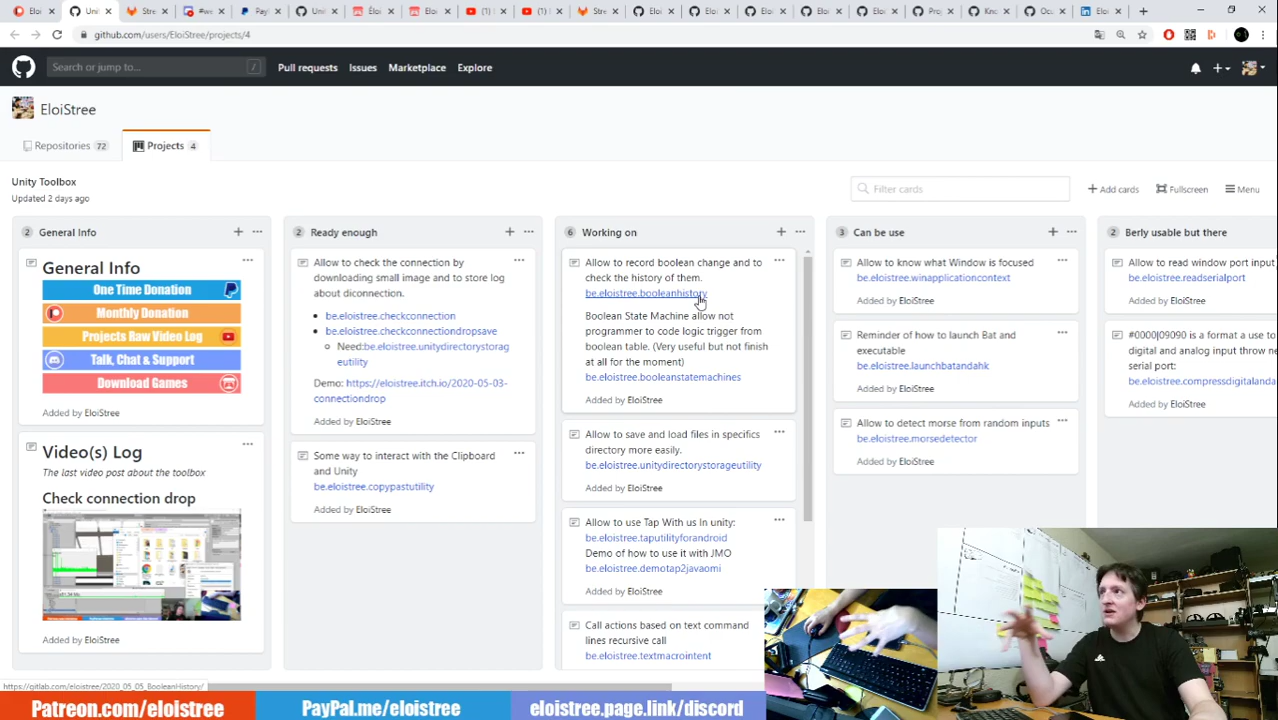 github.com/users/EloiStree/projects/4
Search or jump to...
/
Pull requests
Issues
Marketplace
Explore
EloiStree
Repositories 72
Projects 4
Unity Toolbox
Updated 2 days ago
Filter cards
Add cards
Fullscreen
Menu
2 General Info
General Info
One Time Donation
Monthly Donation
Projects Raw Video Log
Talk, Chat & Support
Download Games
Added by EloiStree
Video(s) Log
The last video post about the toolbox
Check connection drop
Added by EloiStree
2 Ready enough
Allow to check the connection by
downloading small image and to store log
about diconnection.
be.eloistree.checkconnection
be.eloistree.checkconnectiondropsave
Need:be.eloistree.unitydirectorystorag
eutility
Demo: https://eloistree.itch.io/2020-05-03-
connectiondrop
Added by EloiStree
Some way to interact with the Clipboard
and Unity
be.eloistree.copypastutility
Added by EloiStree
6 Working on
Allow to record boolean change and to
check the history of them.
be.eloistree.booleanhistory
Boolean State Machine allow not
programmer to code logic trigger from
boolean table. (Very useful but not finish
at all for the moment)
be.eloistree.booleanstatemachines
Added by EloiStree
Allow to save and load files in specifics
directory more easily.
be.eloistree.unitydirectorystorageutility
Added by EloiStree
Allow to use Tap With us In unity:
be.eloistree.taputilityforandroid
Demo of how to use it with JMO
be.eloistree.demotap2javaomi
Added by EloiStree
Call actions based on text command
lines recursive call
be.eloistree.textmacrointent
3 Can be use
Allow to know what Window is focused
be.eloistree.winapplicationcontext
Added by EloiStree
Reminder of how to launch Bat and
executable
be.eloistree.launchbatandahk
Added by EloiStree
Allow to detect morse from random inputs
be.eloistree.morsedetector
Added by EloiStree
2 Berly usable but there
Allow to read window port input
be.eloistree.readserialport
Added by EloiStree
#0000|09090 is a format a use to
digital and analog input throw ne
serial port:
be.eloistree.compressdigitalanda
Added by EloiStree
https://gitlab.com/eloistree/2020_05_05_BooleanHistory/
Patreon.com/eloistree
PayPal.me/eloistree
eloistree.page.link/discord